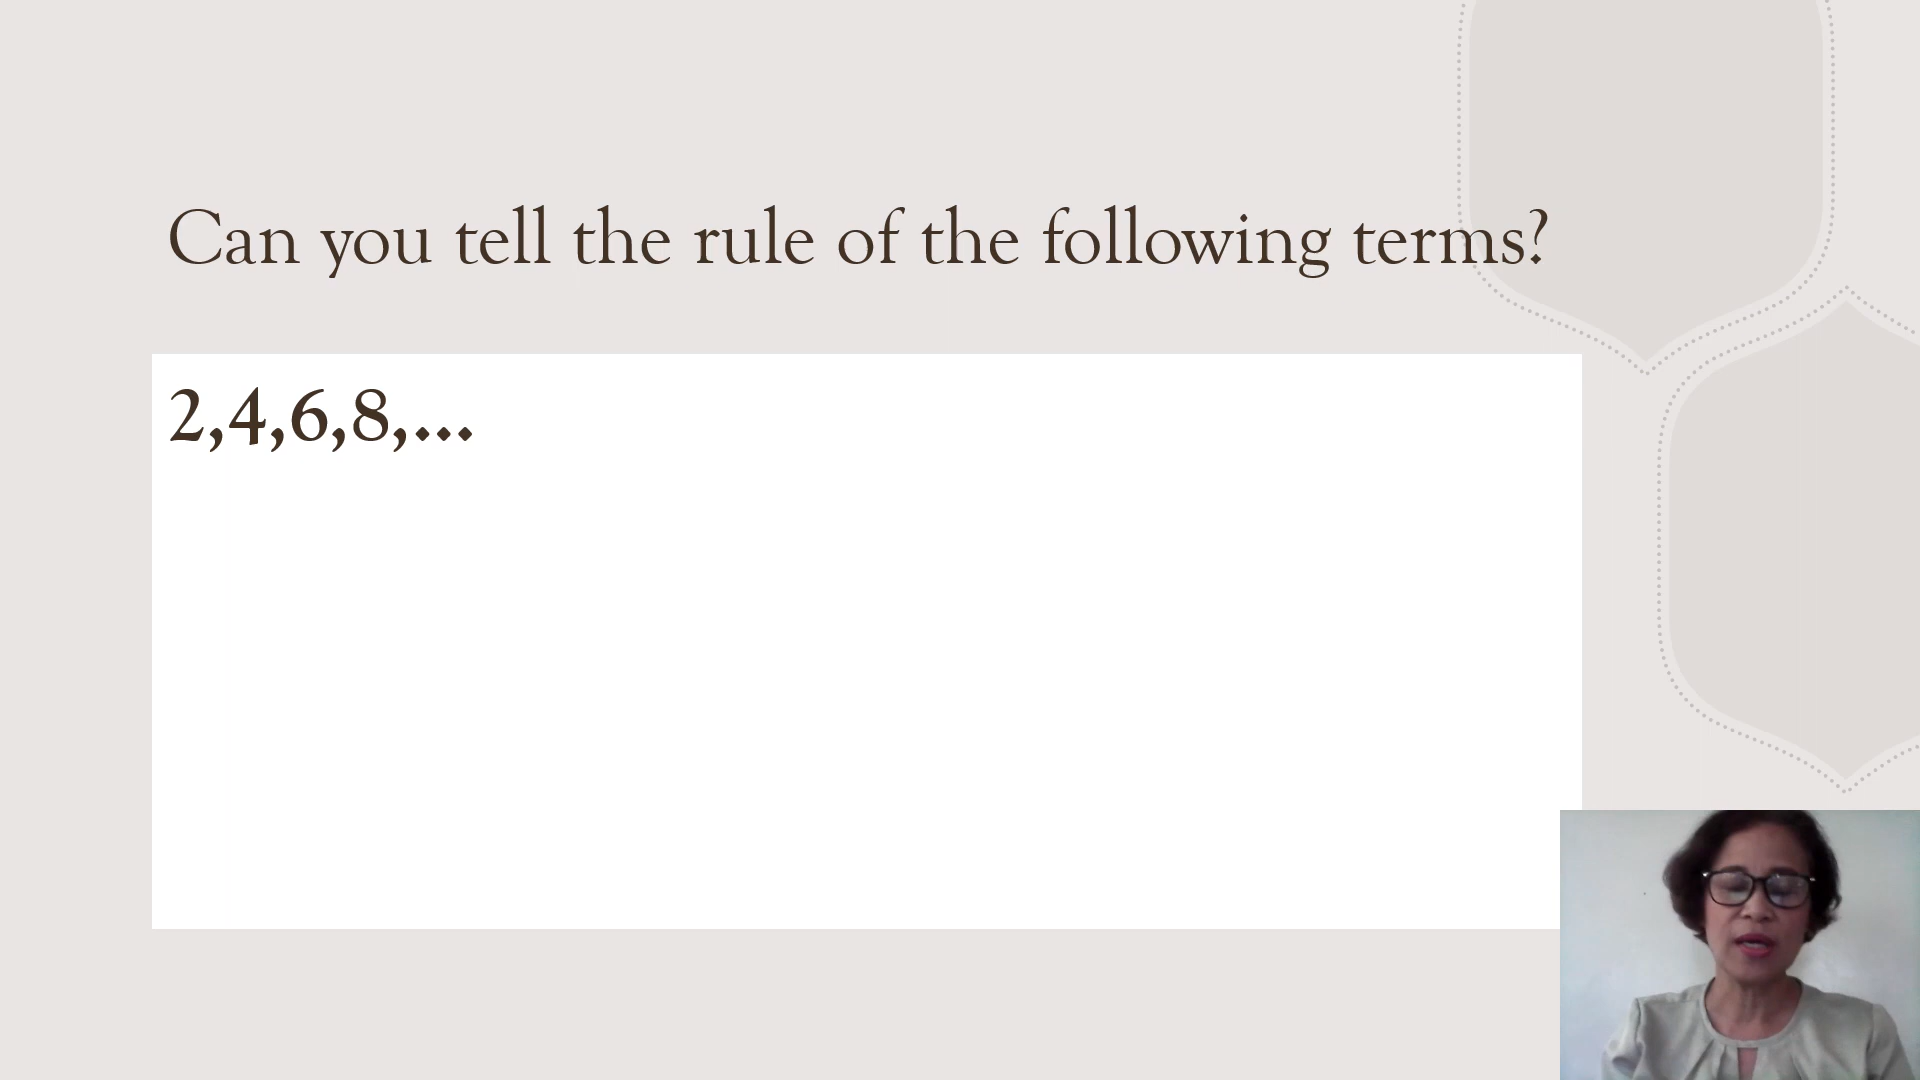 Can you tell the rule of the following terms?
2,4,6,8,...